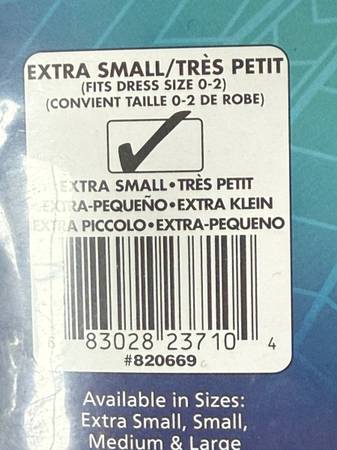 EXTRA SMALL/TRÈS PETIT
(FITS DRESS SIZE 0-2)
(CONVIENT TAILLE 0-2 DE ROBE)
EXTRA SMALL•TRÈS PETIT
EXTRA-PEQUEÑO•EXTRA KLEIN
EXTRA PICCOLO•EXTRA-PEQUENO
6 83028 23710 4
#820669
Available in Sizes:
Extra Small, Small,
Medium & Large